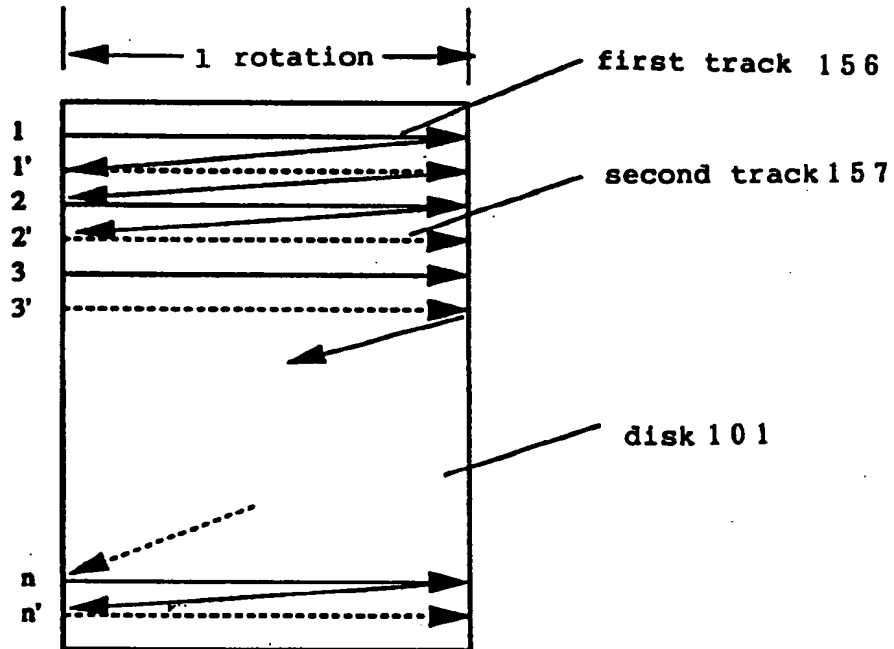 1 rotation
first track 156
1
1'
second track 157
2
2'
3
3'
disk 101
n
n'